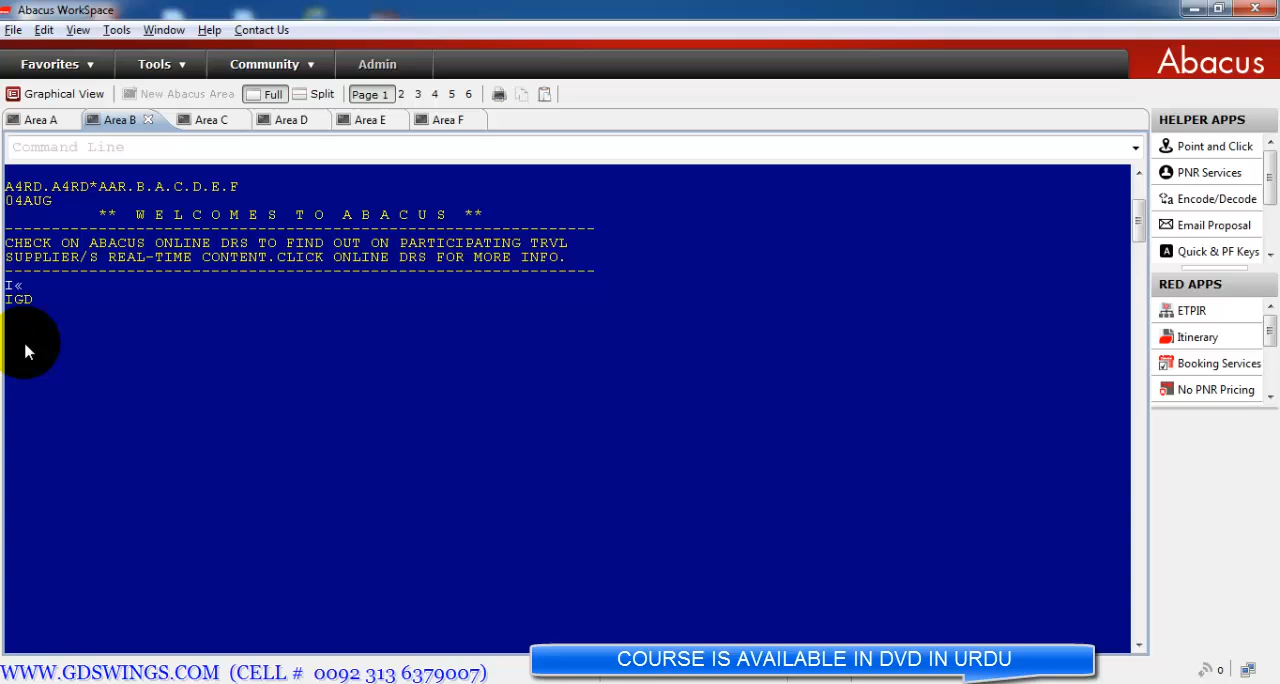 Abacus WorkSpace
File Edit View Tools Window Help Contact Us
Favorites ▼ Tools ▼ Community ▼ Admin
Abacus
Graphical View New Abacus Area Full Split Page 1 2 3 4 5 6
Area A Area B Area C Area D Area E Area F
Command Line
A4RD.A4RD*AAR.B.A.C.D.E.F
04AUG
** W E L C O M E S T O A B A C U S **
CHECK ON ABACUS ONLINE DRS TO FIND OUT ON PARTICIPATING TRVL
SUPPLIER/S REAL-TIME CONTENT.CLICK ONLINE DRS FOR MORE INFO.
I«
IGD
HELPER APPS
Point and Click
PNR Services
Encode/Decode
Email Proposal
Quick & PF Keys
RED APPS
ETPIR
Itinerary
Booking Services
No PNR Pricing
COURSE IS AVAILABLE IN DVD IN URDU
WWW.GDSWINGS.COM (CELL # 0092 313 6379007)
0